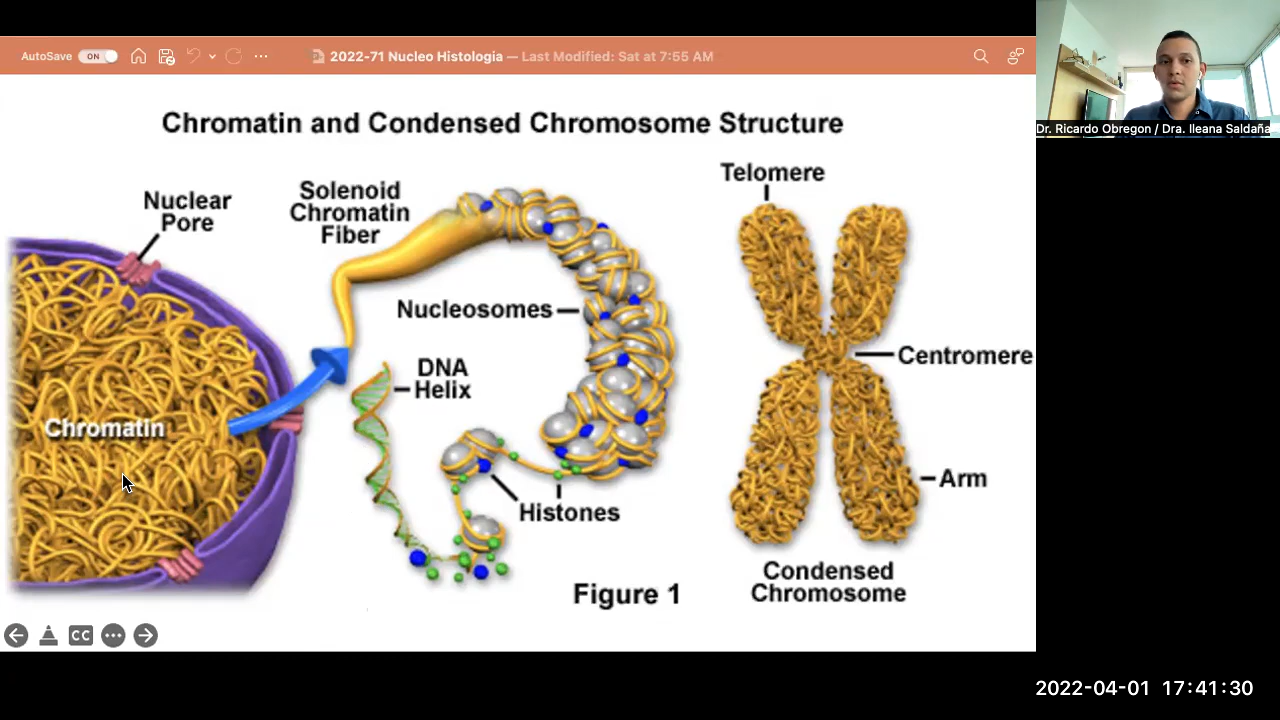 AutoSave ON
2022-71 Nucleo Histologia — Last Modified: Sat at 7:55 AM
Dr. Ricardo Obregon / Dra. Ileana Saldaña
Chromatin and Condensed Chromosome Structure
Nuclear
Pore
Solenoid
Chromatin
Fiber
Telomere
Nucleosomes
Centromere
DNA
Helix
Chromatin
Arm
Histones
Condensed
Chromosome
Figure 1
CC
2022-04-01 17:41:30